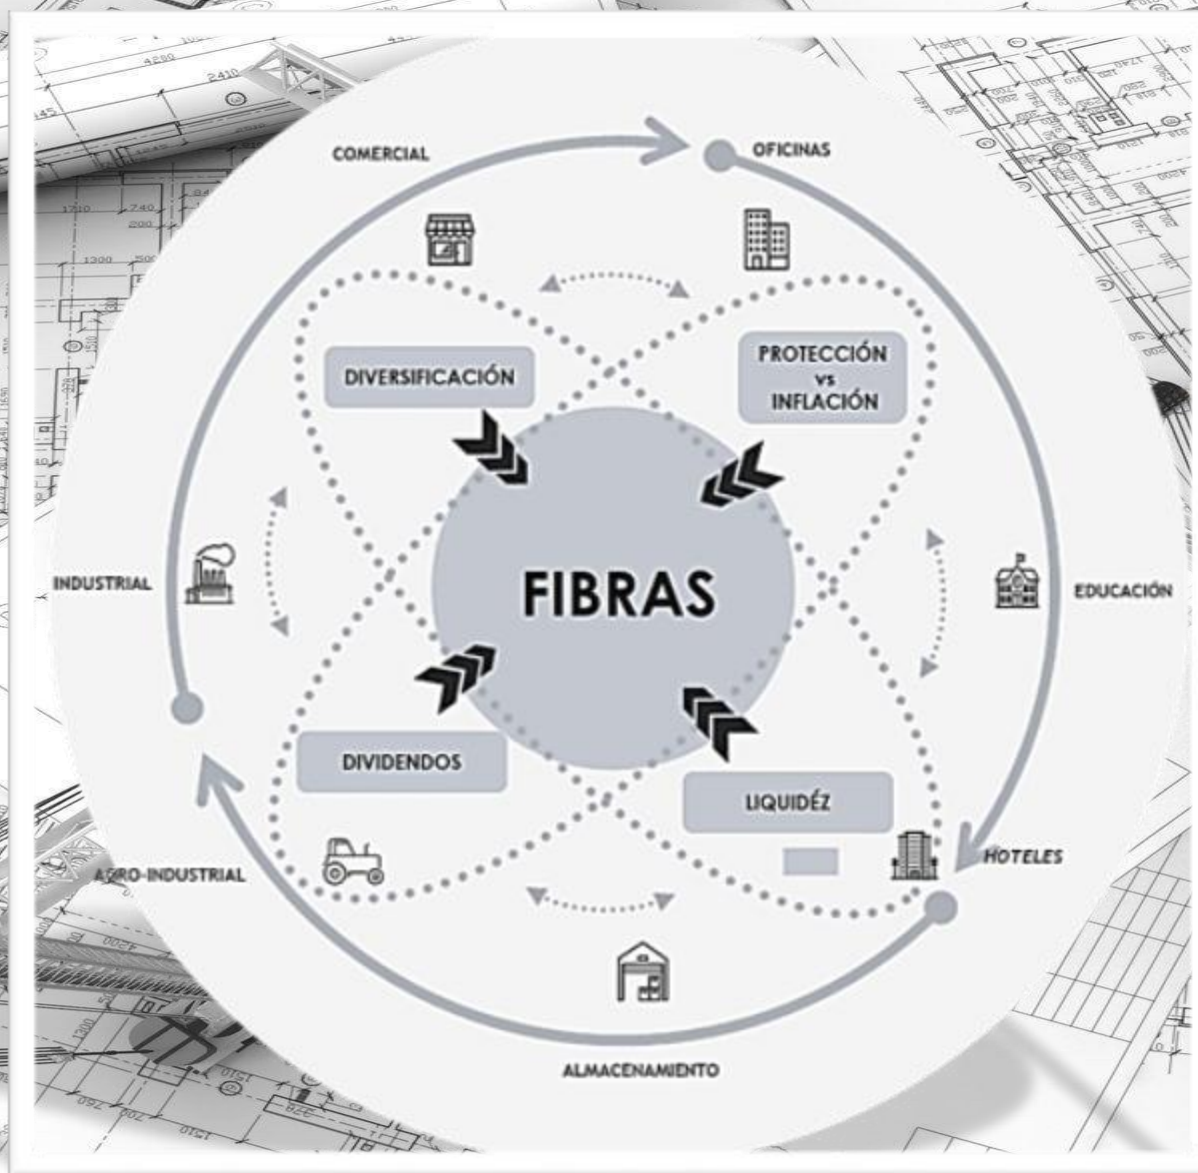 COMERCIAL
OFICINAS
DIVERSIFICACIÓN
PROTECCIÓN
vs
INFLACIÓN
INDUSTRIAL
FIBRAS
EDUCACIÓN
DIVIDENDOS
LIQUIDÉZ
AGRO-INDUSTRIAL
HOTELES
ALMACENAMIENTO